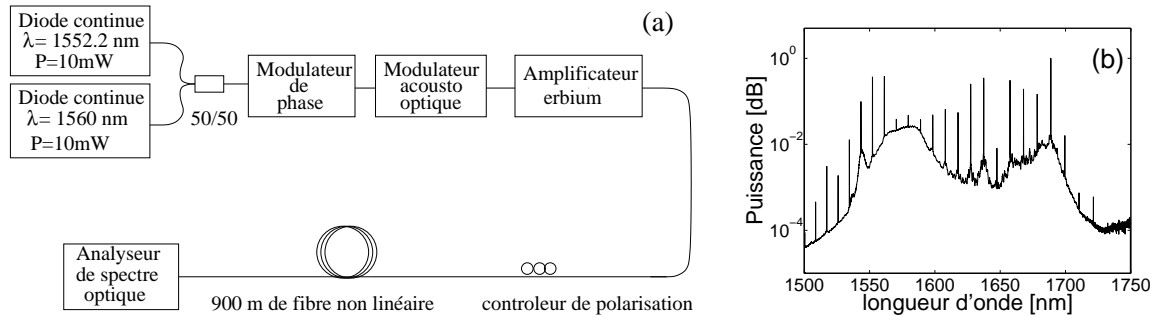 (a)
Diode continue
λ= 1552.2 nm
P=10mW
Diode continue
λ= 1560 nm
P=10mW
50/50
Modulateur
de
phase
Modulateur
acousto
optique
Amplificateur
erbium
Analyseur
de spectre
optique
900 m de fibre non linéaire
controleur de polarisation
(b)
Puissance [dB]
10^0
10^-2
10^-4
1500 1550 1600 1650 1700 1750
longueur d'onde [nm]